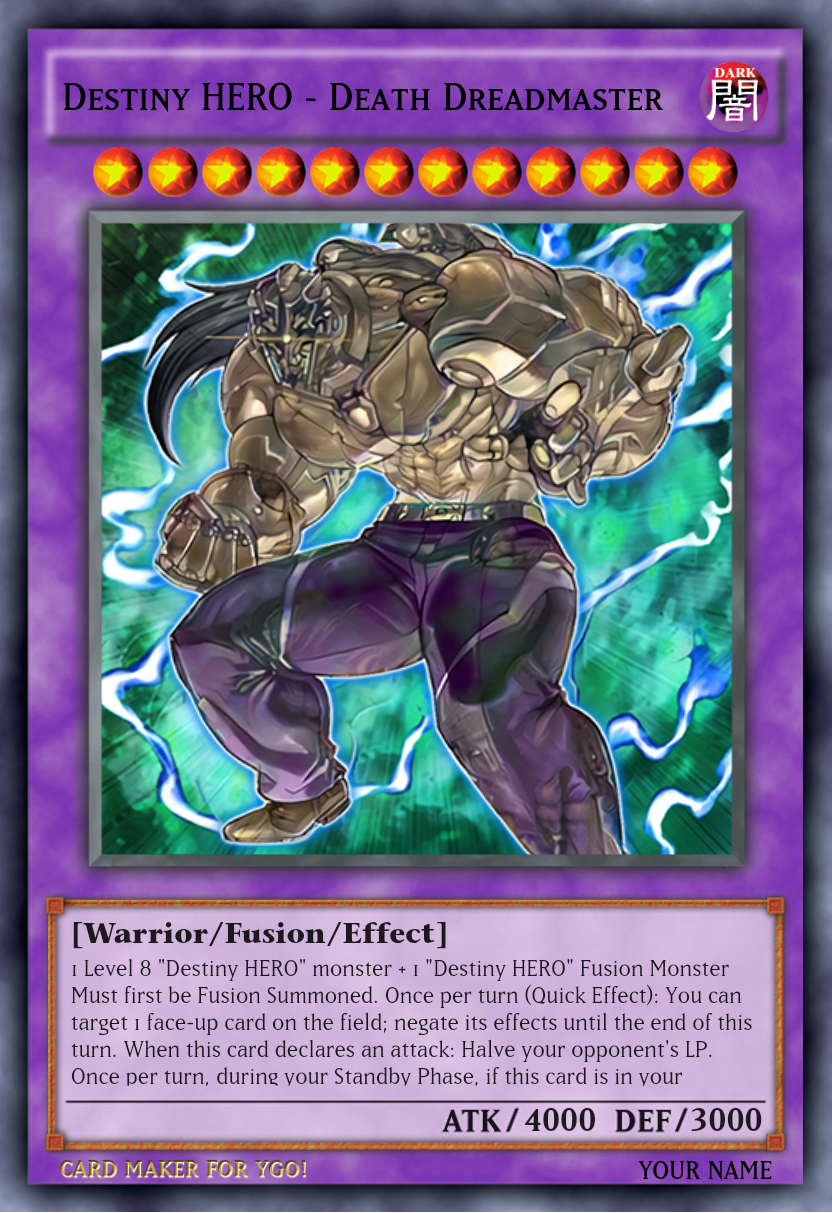 Destiny HERO - Death Dreadmaster
DARK
闇
[Warrior/Fusion/Effect]
1 Level 8 "Destiny HERO" monster + 1 "Destiny HERO" Fusion Monster
Must first be Fusion Summoned. Once per turn (Quick Effect): You can
target 1 face-up card on the field; negate its effects until the end of this
turn. When this card declares an attack: Halve your opponent's LP.
Once per turn, during your Standby Phase, if this card is in your
ATK/4000 DEF/3000
CARD MAKER FOR YGO! YOUR NAME